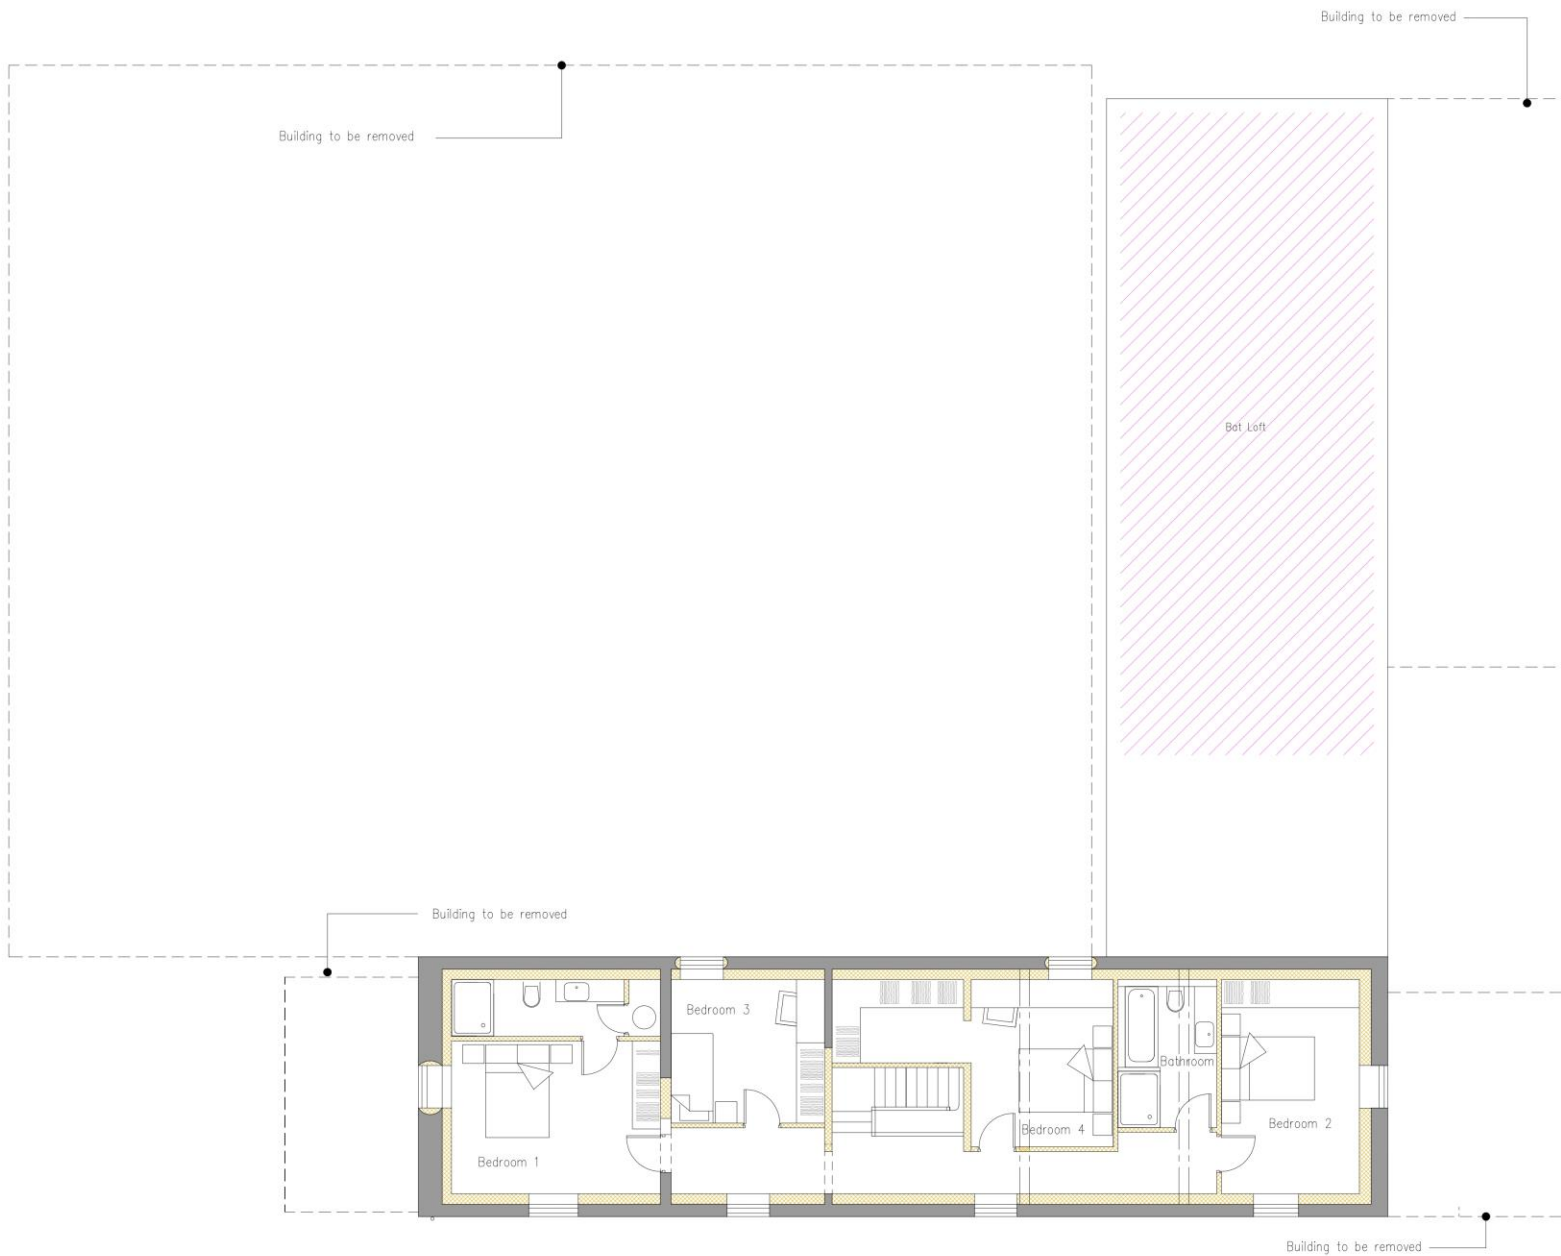 Building to be removed
Building to be removed
Bat Loft
Building to be removed
Bedroom 3
Bathroom
Bedroom 4
Bedroom 2
Bedroom 1
Building to be removed